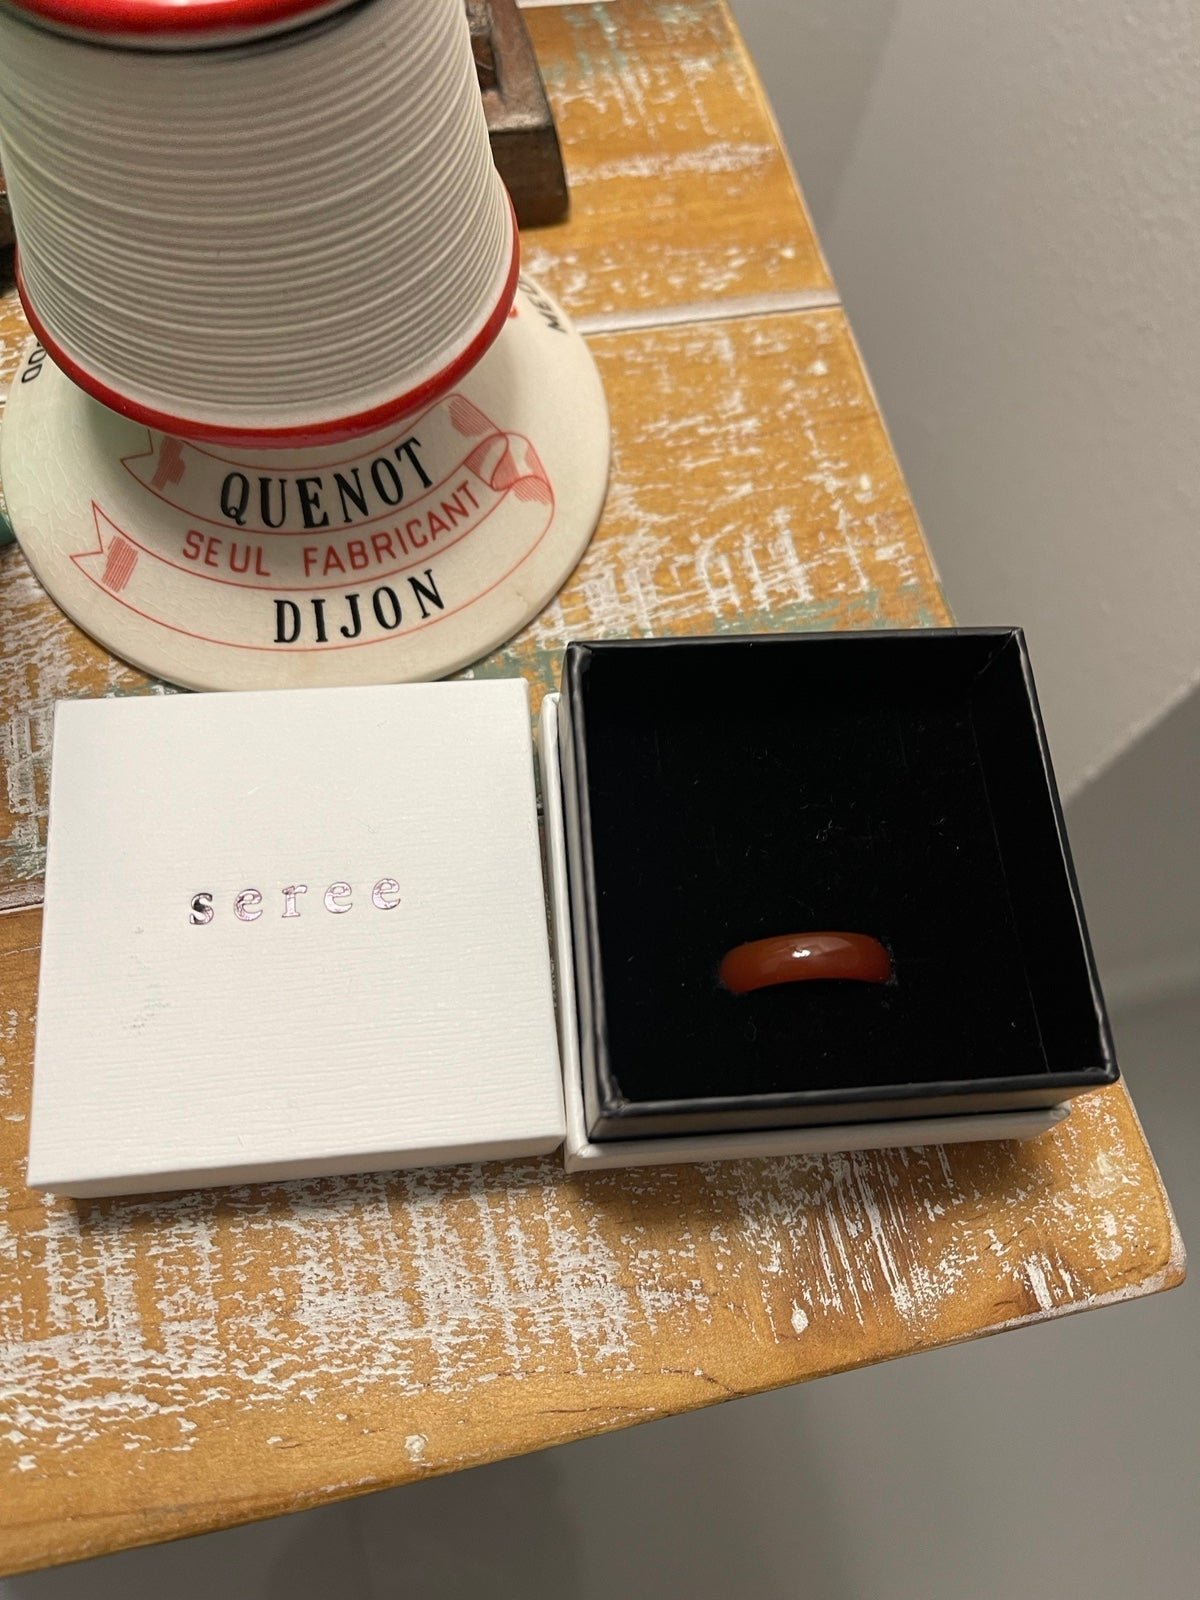 QUENOT
SEUL FABRICANT
DIJON
seree